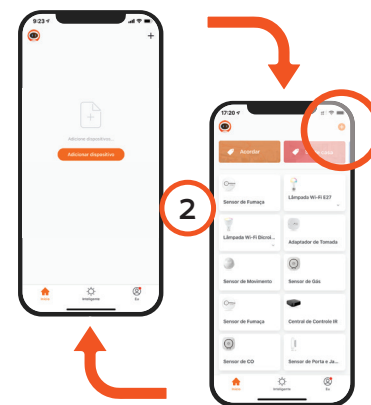 9:23
+
Adicione dispositivos...
Adicionar dispositivo
Início
Inteligente
Eu
2
17:20
Acordar
Sensor de Fumaça
Lâmpada Wi-Fi E27
Lâmpada Wi-Fi Dicroi...
Adaptador de Tomada
Sensor de Movimento
Sensor de Gás
Sensor de Fumaça
Central de Controle IR
Sensor de CO
Sensor de Porta e Ja...
Início
Inteligente
Eu